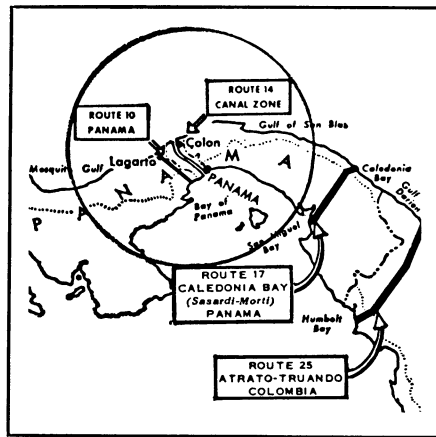 ROUTE 14
CANAL ZONE
ROUTE 10
PANAMA
Gulf of San Blas
Colon
Lagarto
Mosquito Gulf
PANAMA
Caledonia
Bay
Gulf
Darien
PANAMA
Bay of
Panama
San Miguel
Bay
ROUTE 17
CALEDONIA BAY
(Sasardi-Morti)
PANAMA
Humbolt
Bay
ROUTE 25
ATRATO-TRUANDO
COLOMBIA